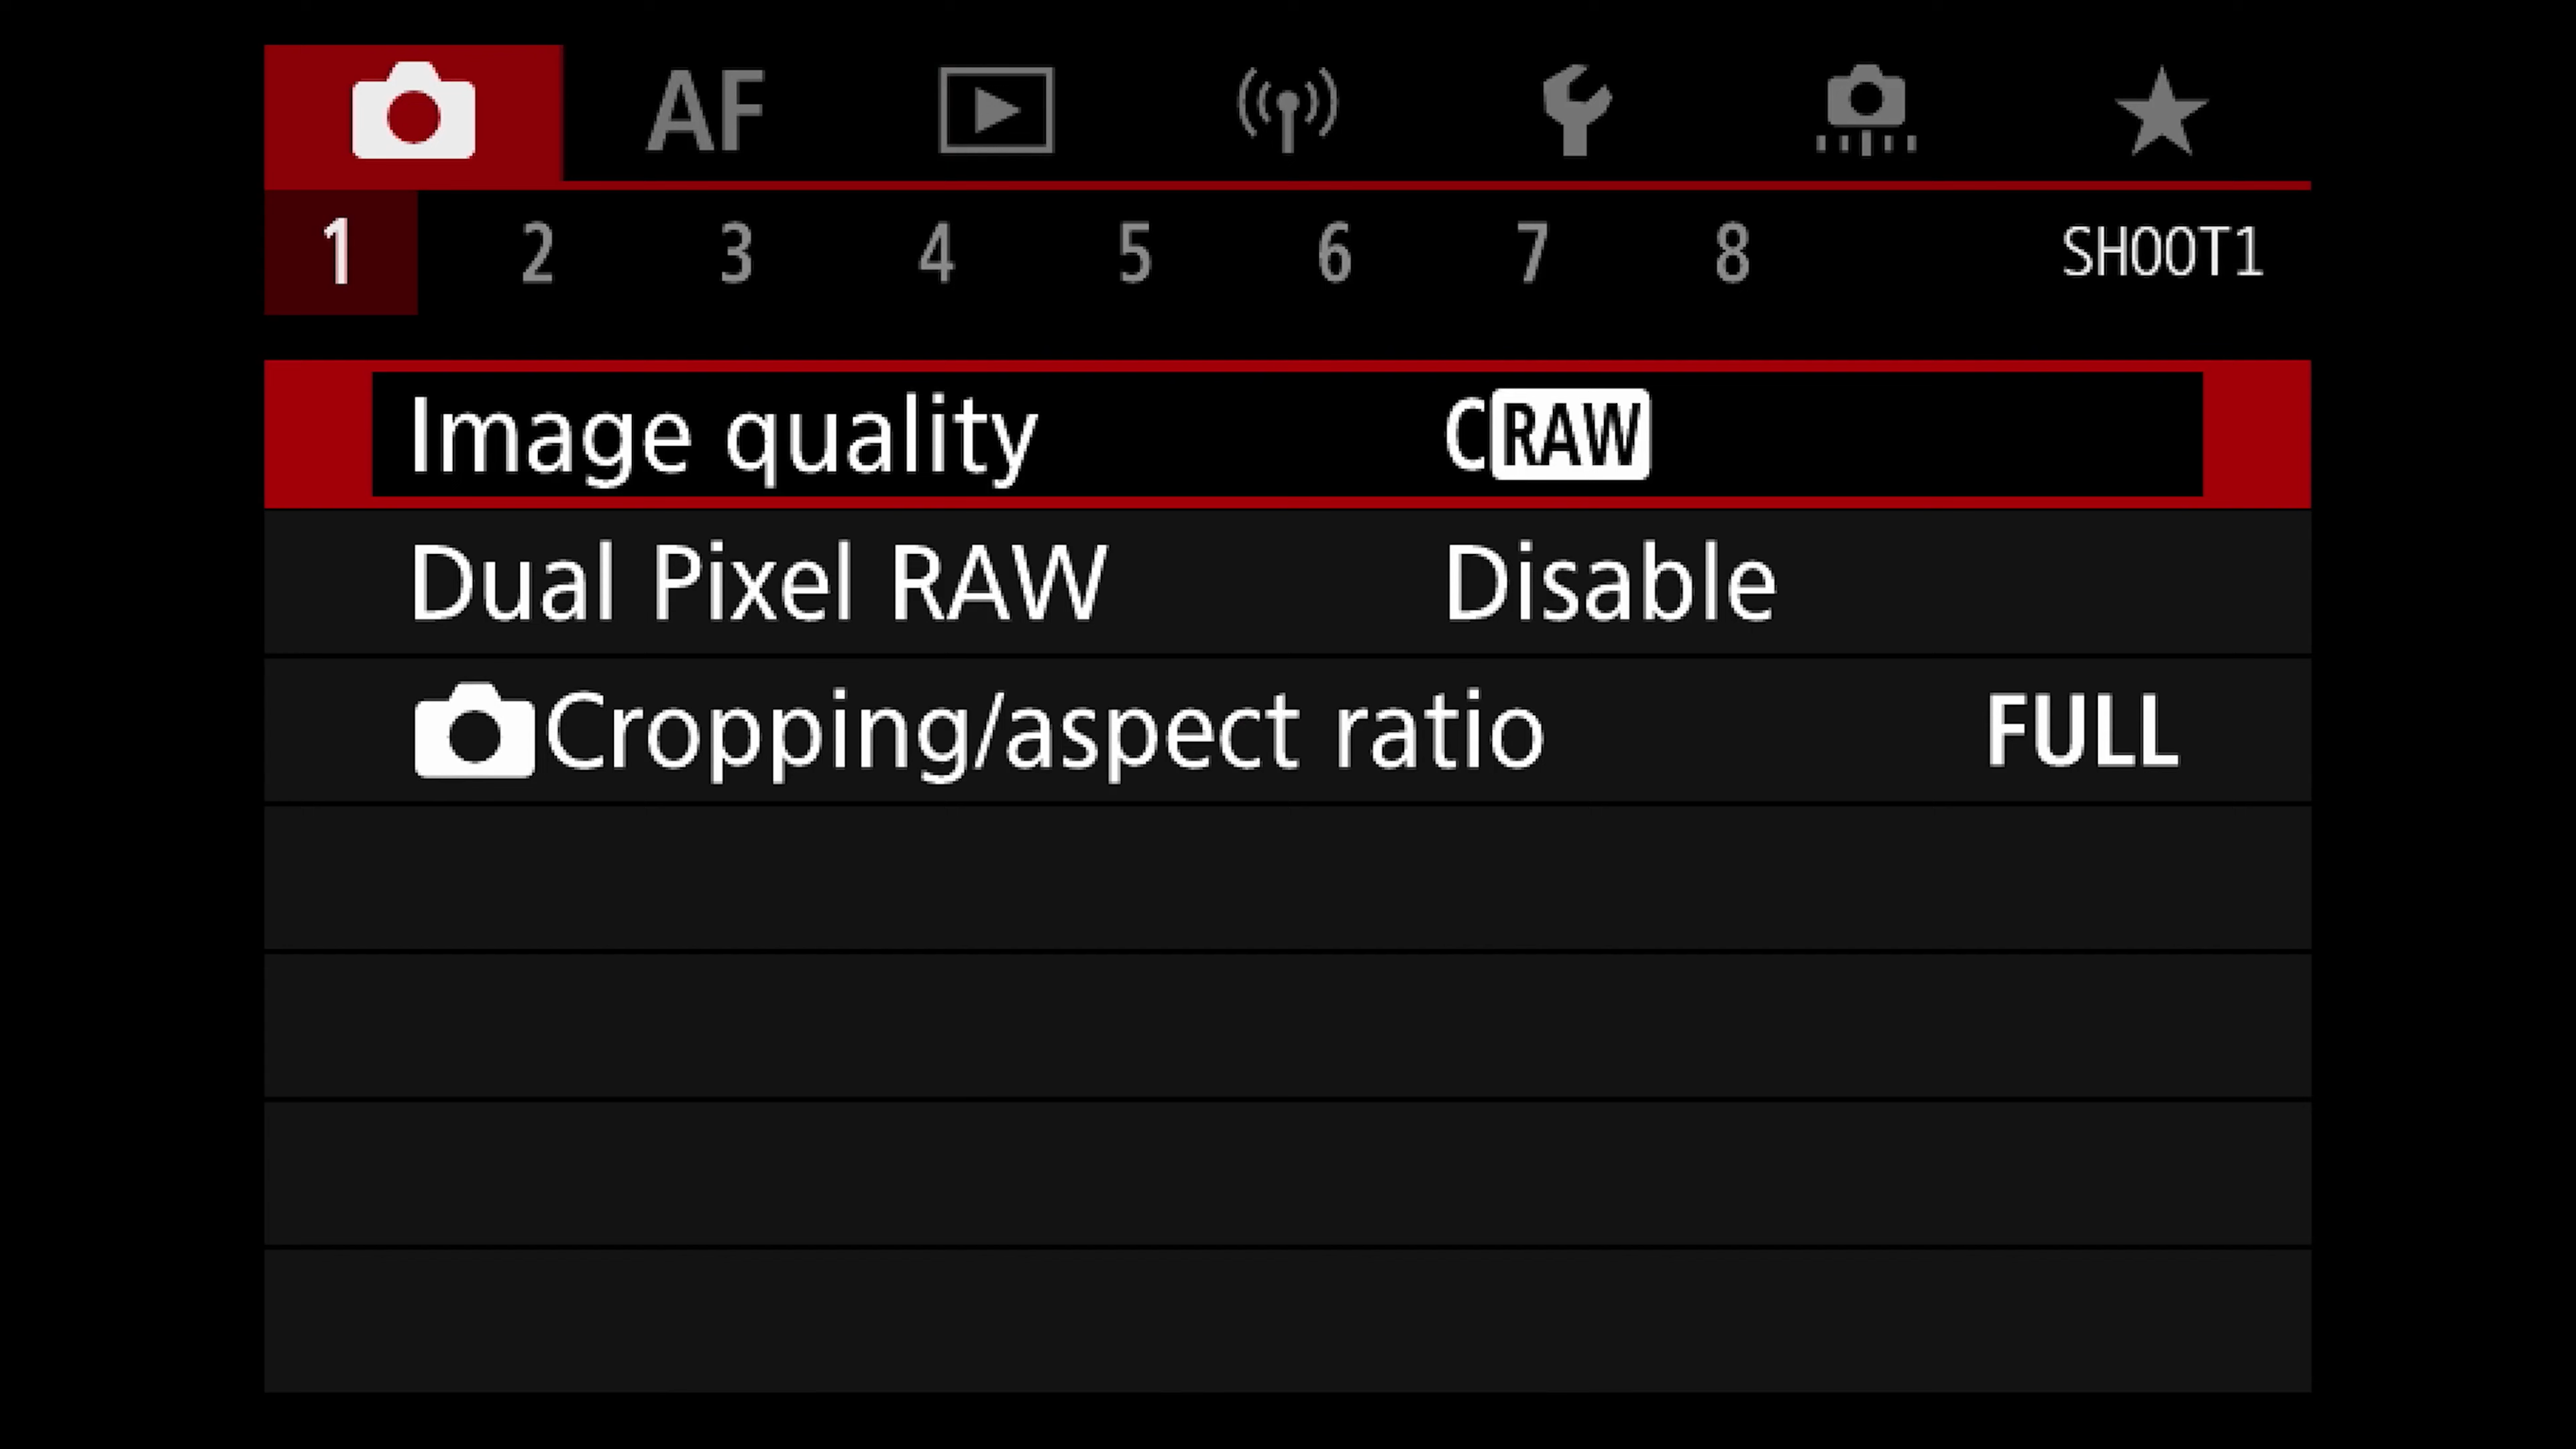 AF
1 2 3 4 5 6 7 8 SHOOT1
Image quality CRAW
Dual Pixel RAW Disable
Cropping/aspect ratio FULL